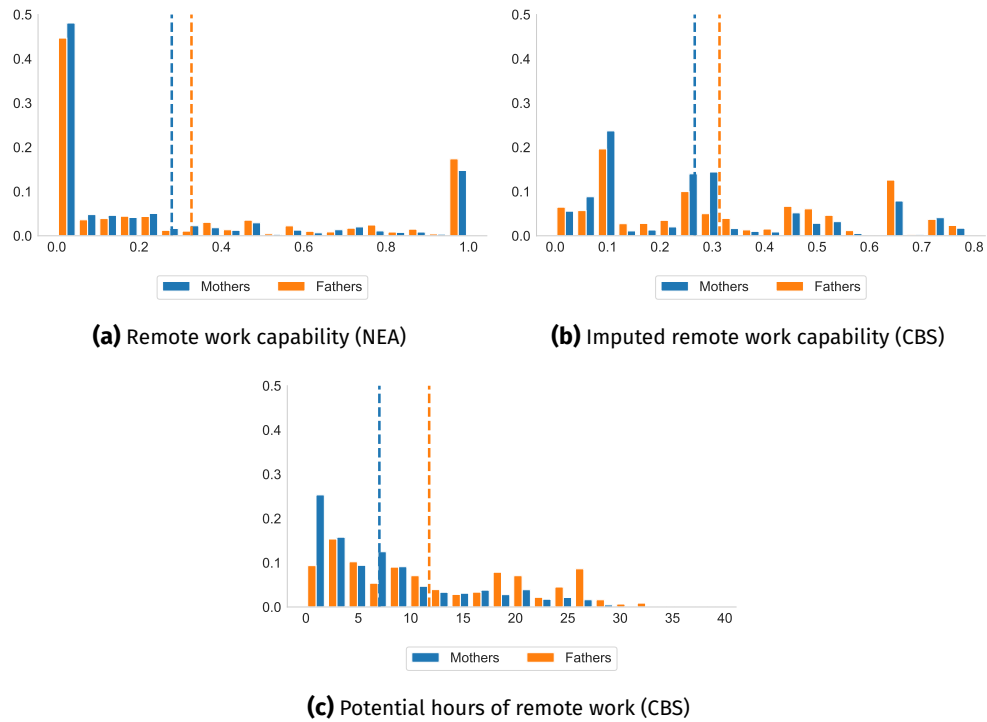 0.5
0.4
0.3
0.2
0.1
0.0
0.0 0.2 0.4 0.6 0.8 1.0
Mothers Fathers
(a) Remote work capability (NEA)
0.5
0.4
0.3
0.2
0.1
0.0
0.0 0.1 0.2 0.3 0.4 0.5 0.6 0.7 0.8
Mothers Fathers
(b) Imputed remote work capability (CBS)
0.5
0.4
0.3
0.2
0.1
0.0
0 5 10 15 20 25 30 35 40
Mothers Fathers
(c) Potential hours of remote work (CBS)